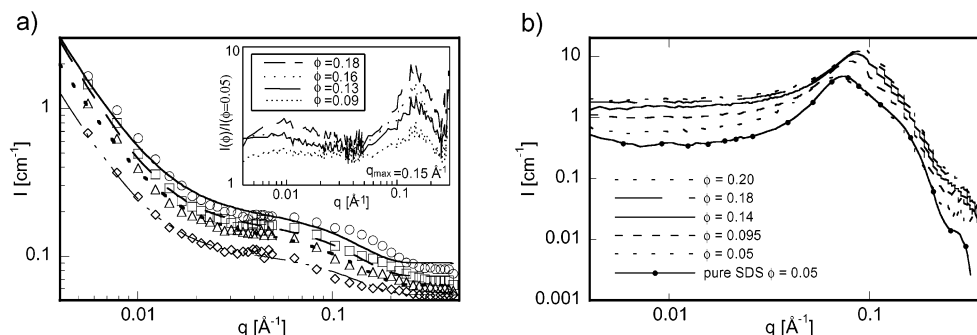 a)
I [cm⁻¹]
1
0.1
0.01
0.1
q [Å⁻¹]
I(ϕ)/I(ϕ=0.05)
10
1
ϕ =0.18
ϕ =0.16
ϕ =0.13
ϕ =0.09
q_max =0.15 Å⁻¹
0.01
0.1
q [Å⁻¹]
b)
I [cm⁻¹]
10
1
0.1
0.01
0.001
0.01
0.1
q [Å⁻¹]
ϕ = 0.20
ϕ = 0.18
ϕ = 0.14
ϕ = 0.095
ϕ = 0.05
pure SDS ϕ = 0.05